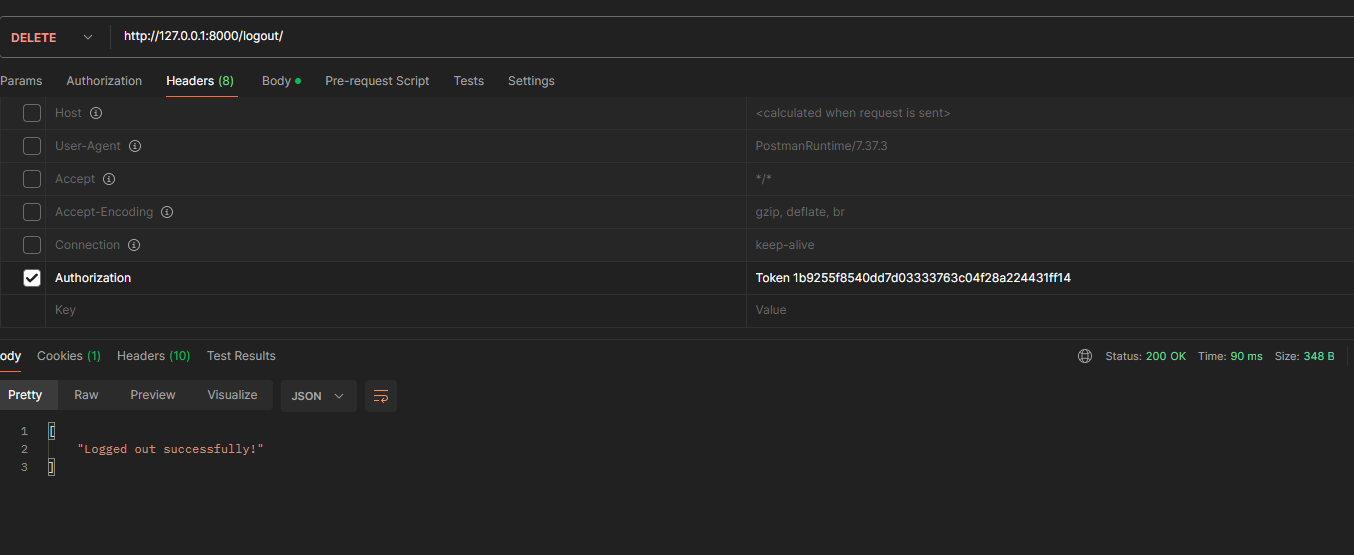 DELETE http://127.0.0.1:8000/logout/
Params Authorization Headers (8) Body Pre-request Script Tests Settings
Host <calculated when request is sent>
User-Agent PostmanRuntime/7.37.3
Accept */*
Accept-Encoding gzip, deflate, br
Connection keep-alive
Authorization Token 1b9255f8540dd7d03333763c04f28a224431ff14
Key Value
ody Cookies (1) Headers (10) Test Results Status: 200 OK Time: 90 ms Size: 348 B
Pretty Raw Preview Visualize JSON
1 [
2 "Logged out successfully!"
3 ]